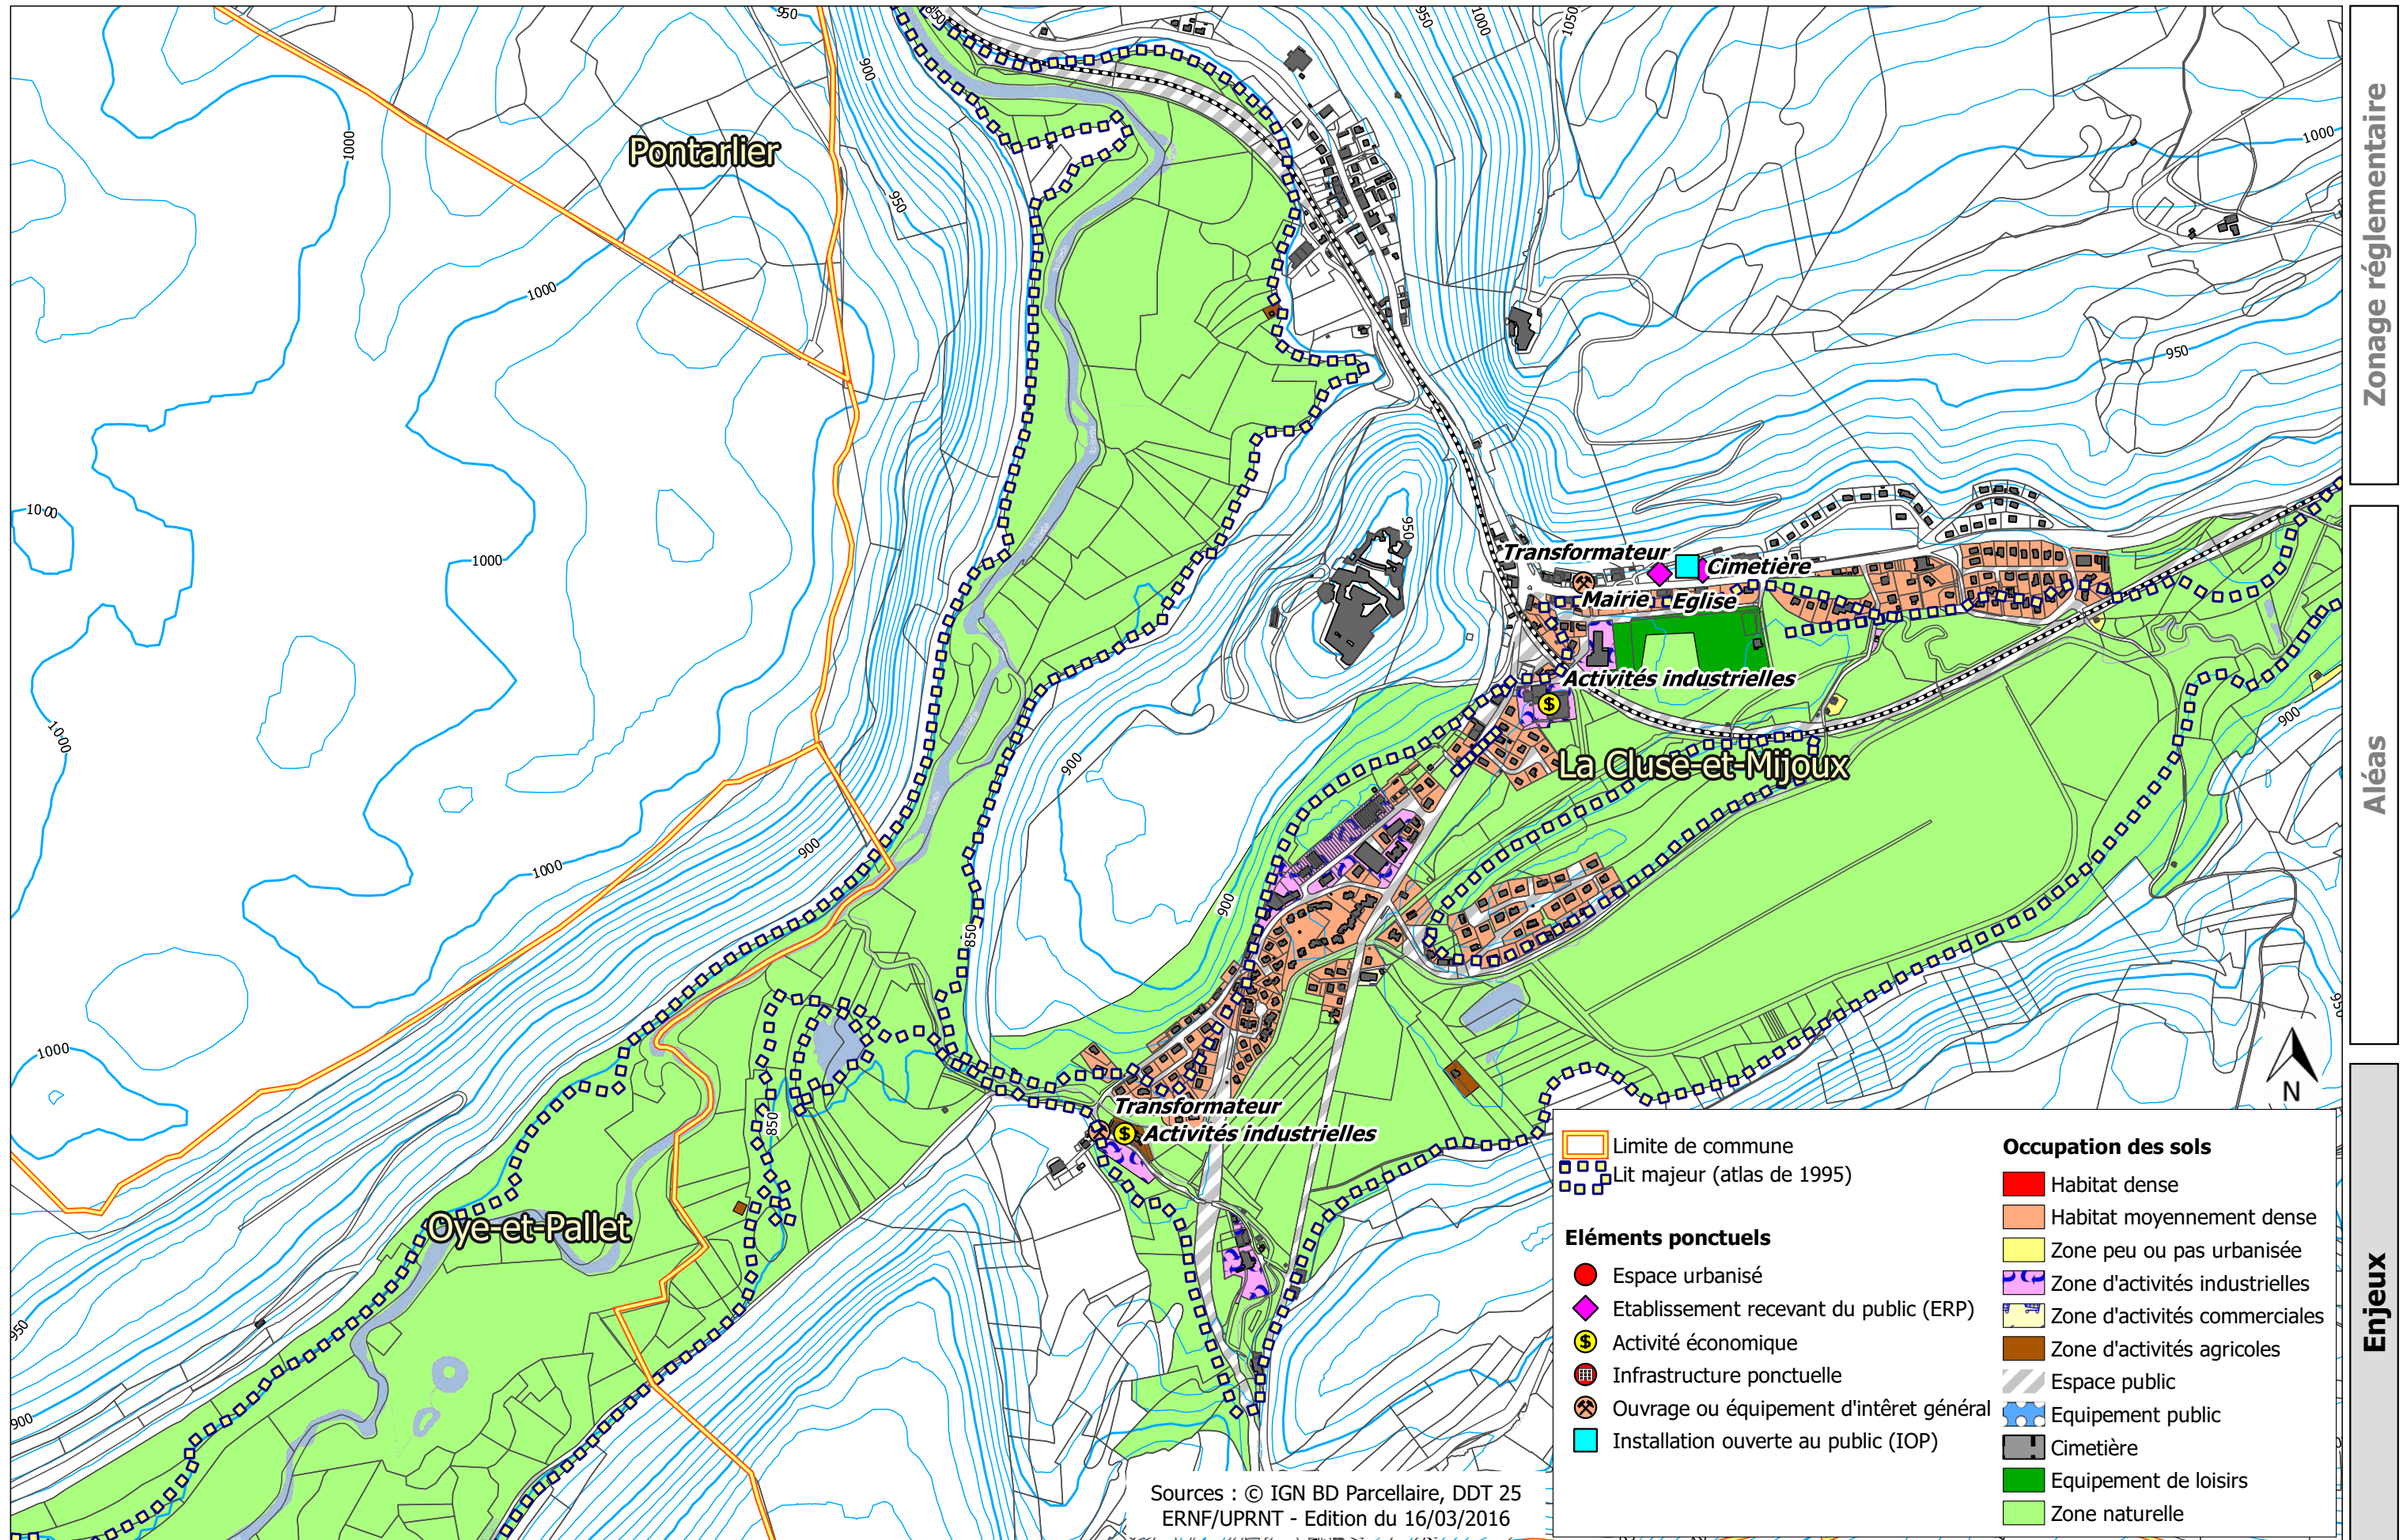 950
850
950
1000
1050
Zonage réglementaire
900
1000
1000
Pontarlier
950
1000
950
1000
950
1000
Transformateur
Cimetière
Mairie
Eglise
Activités industrielles
1000
900
900
La Cluse-et-Mijoux
Aléas
900
1000
900
850
950
1000
850
Transformateur
Activités industrielles
Oye-et-Pallet
950
900
N
Limite de commune
Lit majeur (atlas de 1995)
Eléments ponctuels
Espace urbanisé
Etablissement recevant du public (ERP)
Activité économique
Infrastructure ponctuelle
Ouvrage ou équipement d'intêret général
Installation ouverte au public (IOP)
Occupation des sols
Habitat dense
Habitat moyennement dense
Zone peu ou pas urbanisée
Zone d'activités industrielles
Zone d'activités commerciales
Zone d'activités agricoles
Espace public
Equipement public
Cimetière
Equipement de loisirs
Zone naturelle
Enjeux
Sources : © IGN BD Parcellaire, DDT 25
ERNF/UPRNT - Edition du 16/03/2016